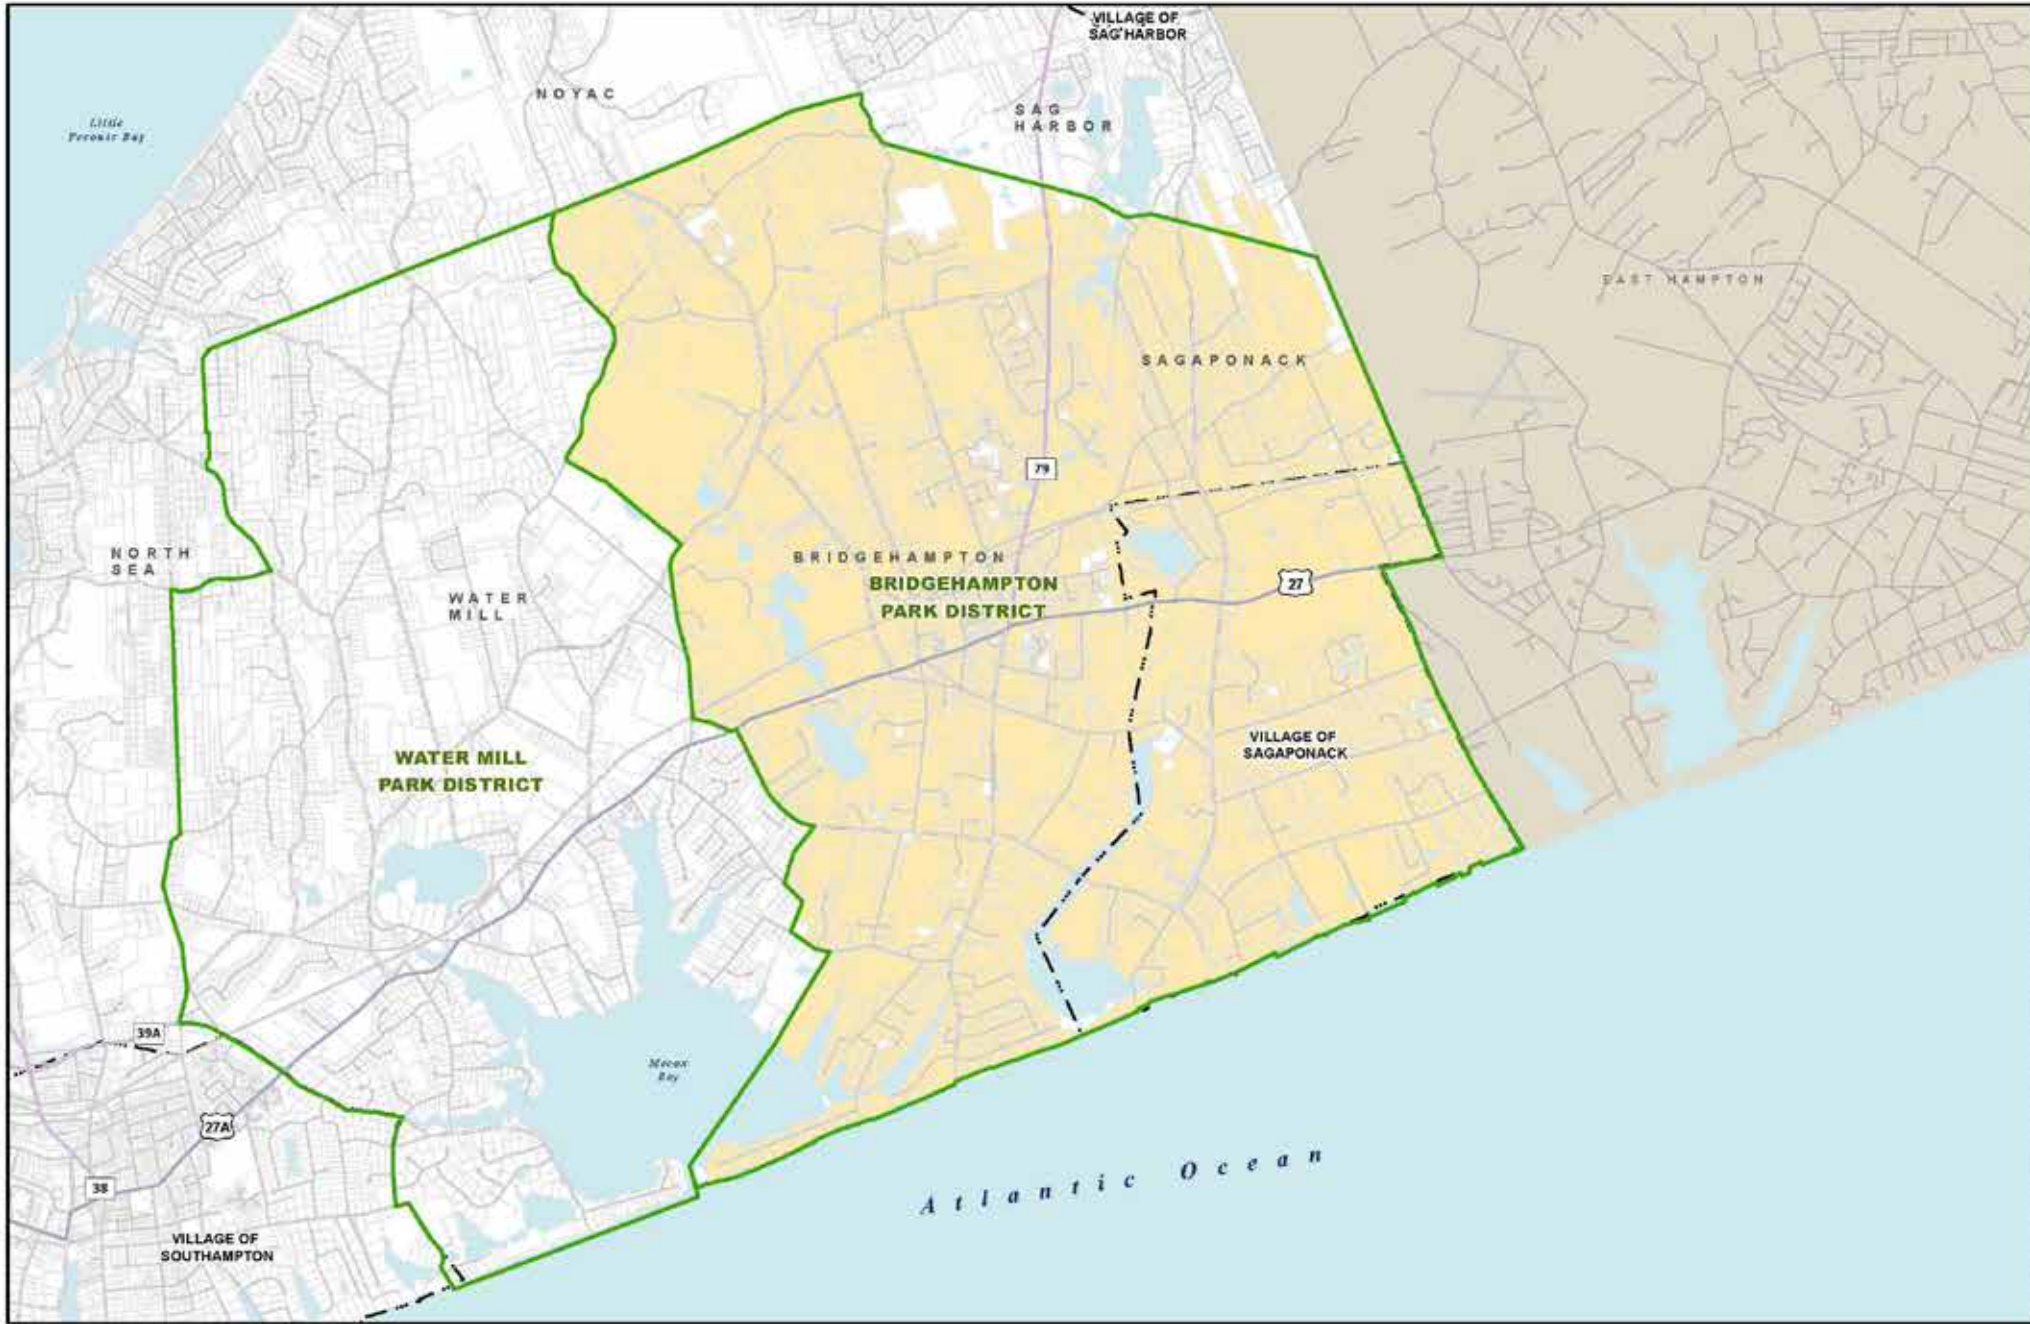 VILLAGE OF
SAG HARBOR
Little
Peconic Bay
NOYAC
SAG
HARBOR
EAST HAMPTON
SAGAPONACK
79
NORTH
SEA
BRIDGEHAMPTON
BRIDGEHAMPTON
PARK DISTRICT
27
WATER
MILL
VILLAGE OF
SAGAPONACK
WATER MILL
PARK DISTRICT
39A
Mecox
Bay
27A
38
Atlantic Ocean
VILLAGE OF
SOUTHAMPTON